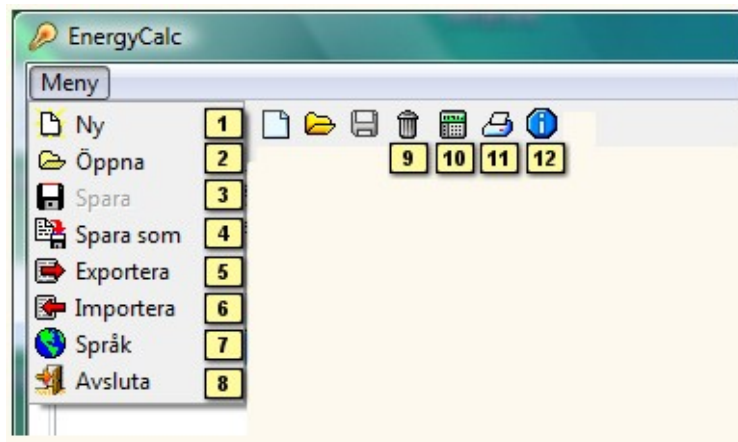 EnergyCalc
Meny
Ny 1
Öppna 2
Spara 3
Spara som 4
Exportera 5
Importera 6
Språk 7
Avsluta 8
9 10 11 12